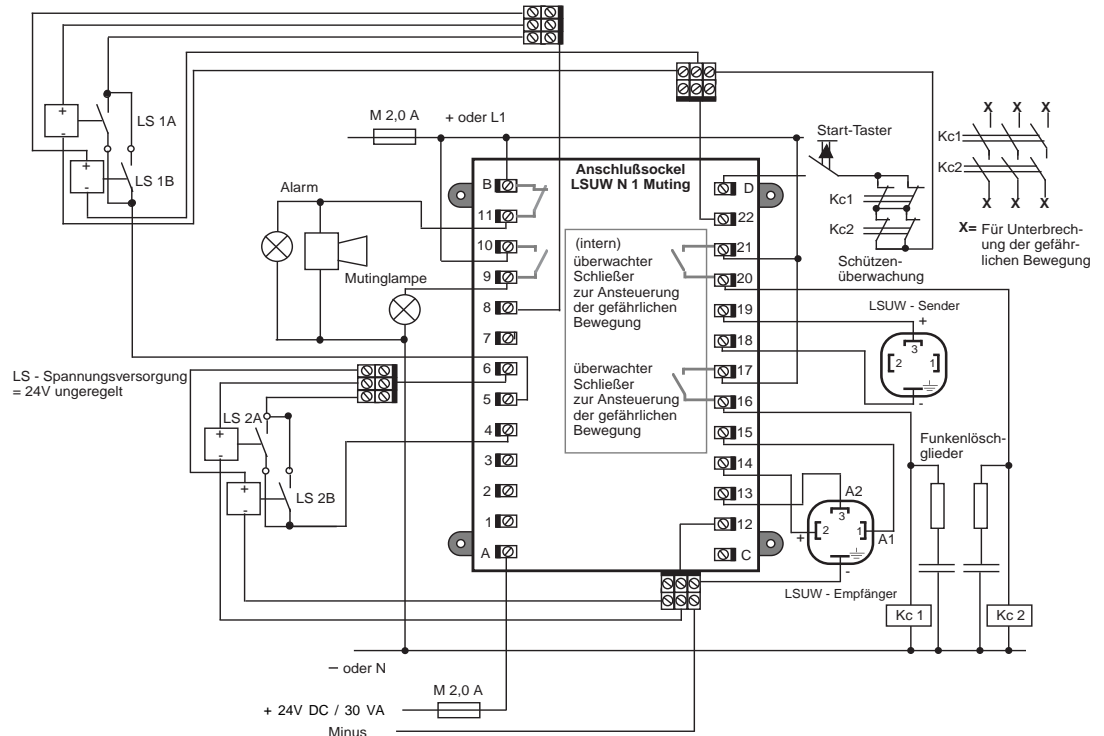 LS 1A
LS 1B
M 2,0 A
+ oder L1
Anschlußsockel
LSUW N 1 Muting
Start-Taster
Kc1
Kc2
Schützen-
überwachung
X X X
Kc1
Kc2
X X X
X= Für Unterbrech-
ung der gefähr-
lichen Bewegung
Alarm
Mutinglampe
B
11
10
9
8
7
6
5
4
3
2
1
A
D
22
21
20
19
18
17
16
15
14
13
12
C
(intern)
überwachter
Schließer
zur Ansteuerung
der gefährlichen
Bewegung
überwachter
Schließer
zur Ansteuerung
der gefährlichen
Bewegung
LSUW - Sender
+
3
2
1
-
LS - Spannungsversorgung
= 24V ungeregelt
LS 2A
LS 2B
+
-
+
-
+
-
+
-
Funkenlösch-
glieder
A2
3
2
1
A1
+
-
LSUW - Empfänger
Kc 1
Kc 2
– oder N
M 2,0 A
+ 24V DC / 30 VA
Minus